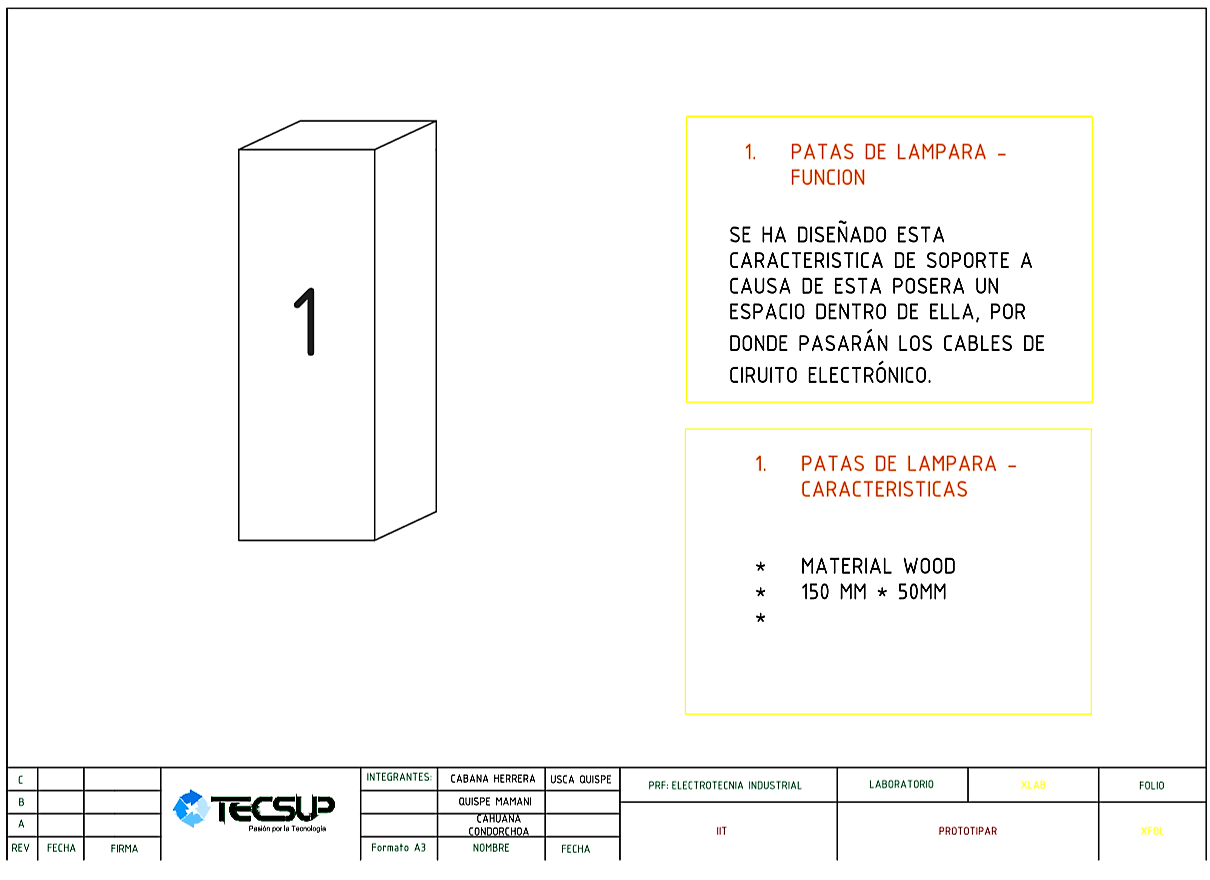 1
1. PATAS DE LAMPARA -
FUNCION
SE HA DISEÑADO ESTA
CARACTERISTICA DE SOPORTE A
CAUSA DE ESTA POSERA UN
ESPACIO DENTRO DE ELLA, POR
DONDE PASARÁN LOS CABLES DE
CIRUITO ELECTRÓNICO.
1. PATAS DE LAMPARA -
CARACTERISTICAS
* MATERIAL WOOD
* 150 MM * 50MM
*
C
B
A
REV FECHA FIRMA
TECSUP
Pasión por la Tecnología
INTEGRANTES: CABANA HERRERA USCA QUISPE
QUISPE MAMANI
CAHUANA
CONDORCHOA
Formato A3 NOMBRE FECHA
PRF: ELECTROTECNIA INDUSTRIAL LABORATORIO XLAB FOLIO
IIT PROTOTIPAR XFOL